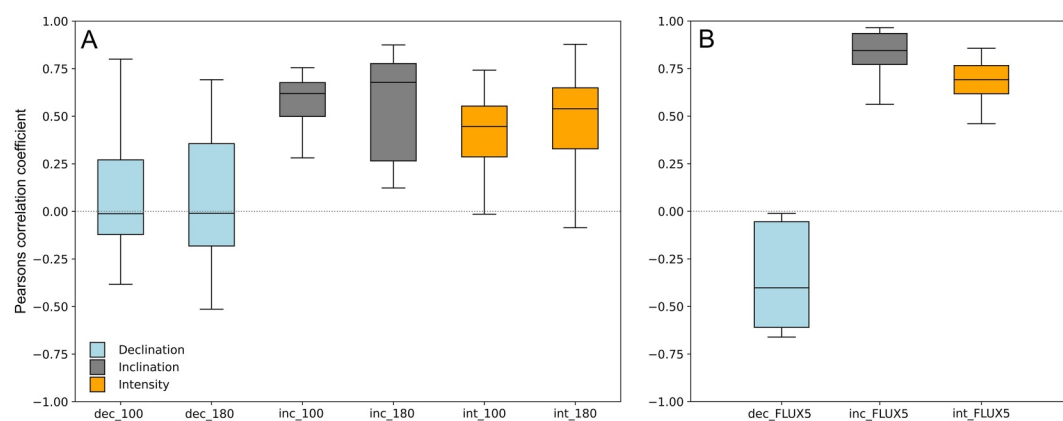 A
B
Pearsons correlation coefficient
1.00
0.75
0.50
0.25
0.00
−0.25
−0.50
−0.75
−1.00
Declination
Inclination
Intensity
dec_100 dec_180 inc_100 inc_180 int_100 int_180
1.00
0.75
0.50
0.25
0.00
−0.25
−0.50
−0.75
−1.00
dec_FLUX5 inc_FLUX5 int_FLUX5